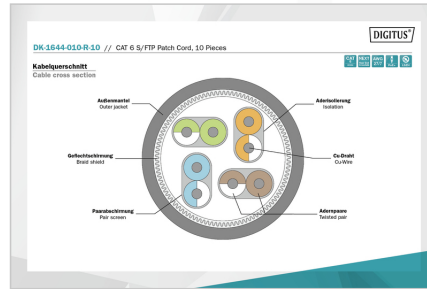 DIGITUS®
DK-1644-010-R-10 // CAT 6 S/FTP Patch Cord, 10 Pieces
Kabelquerschnitt
Cable cross section
Außenmantel
Outer jacket
Aderisolierung
Isolation
Geflechtschirmung
Braid shield
Cu-Draht
Cu-Wire
Paarabschirmung
Pair screen
Adernpaare
Twisted pair